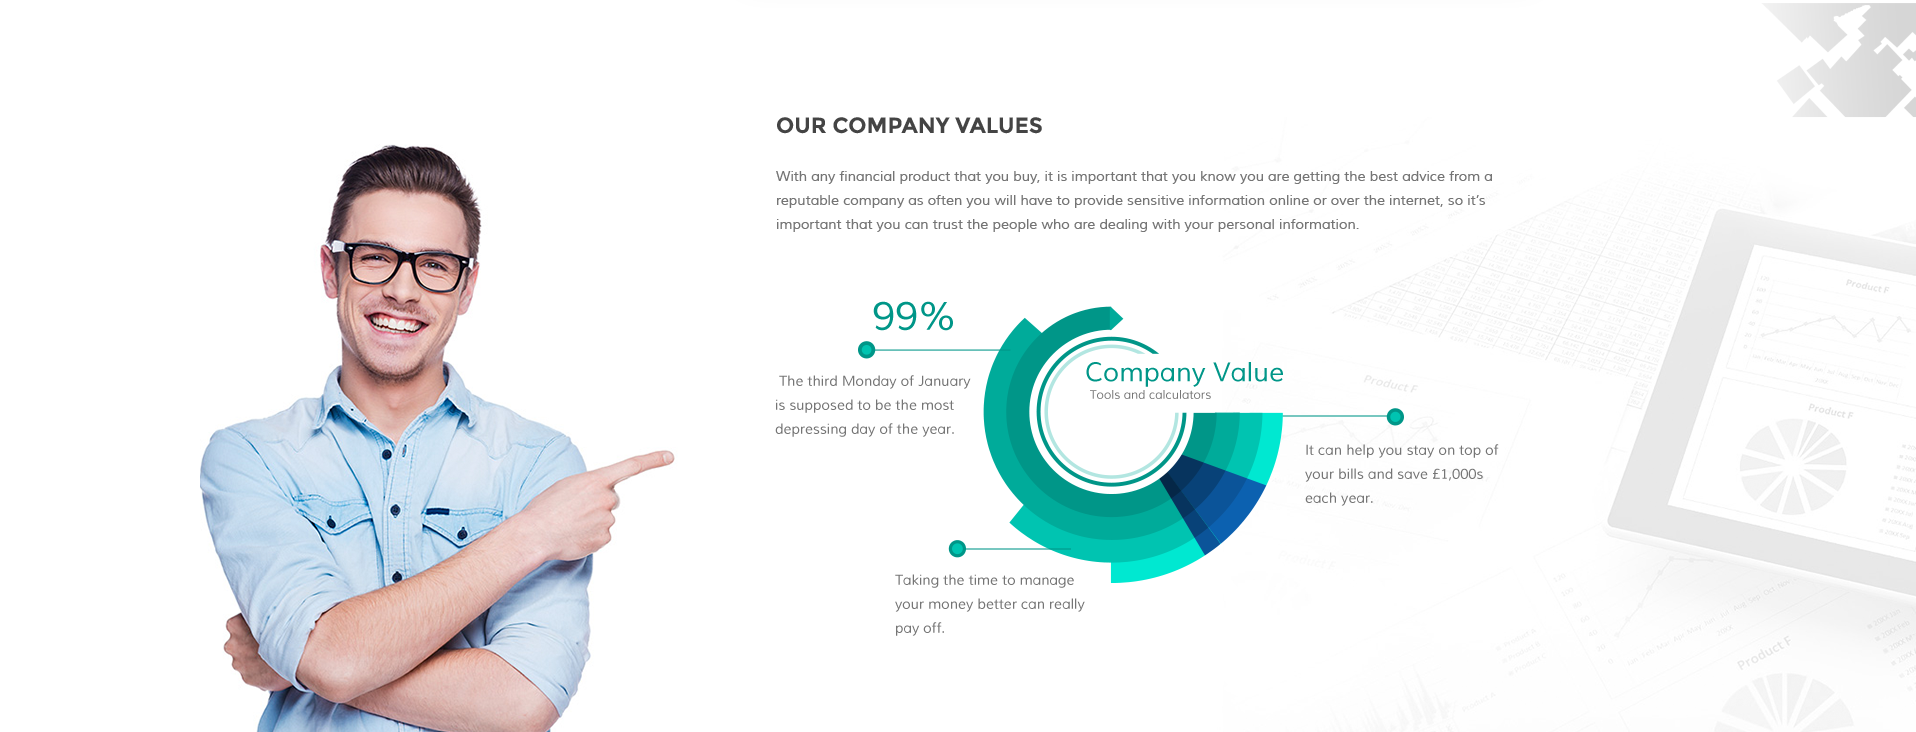 OUR COMPANY VALUES
With any financial product that you buy, it is important that you know you are getting the best advice from a
reputable company as often you will have to provide sensitive information online or over the internet, so it's
important that you can trust the people who are dealing with your personal information.
99%
The third Monday of January
is supposed to be the most
depressing day of the year.
Company Value
Tools and calculators
It can help you stay on top of
your bills and save £1,000s
each year.
Taking the time to manage
your money better can really
pay off.
Product F
Product F
Product F
Product F